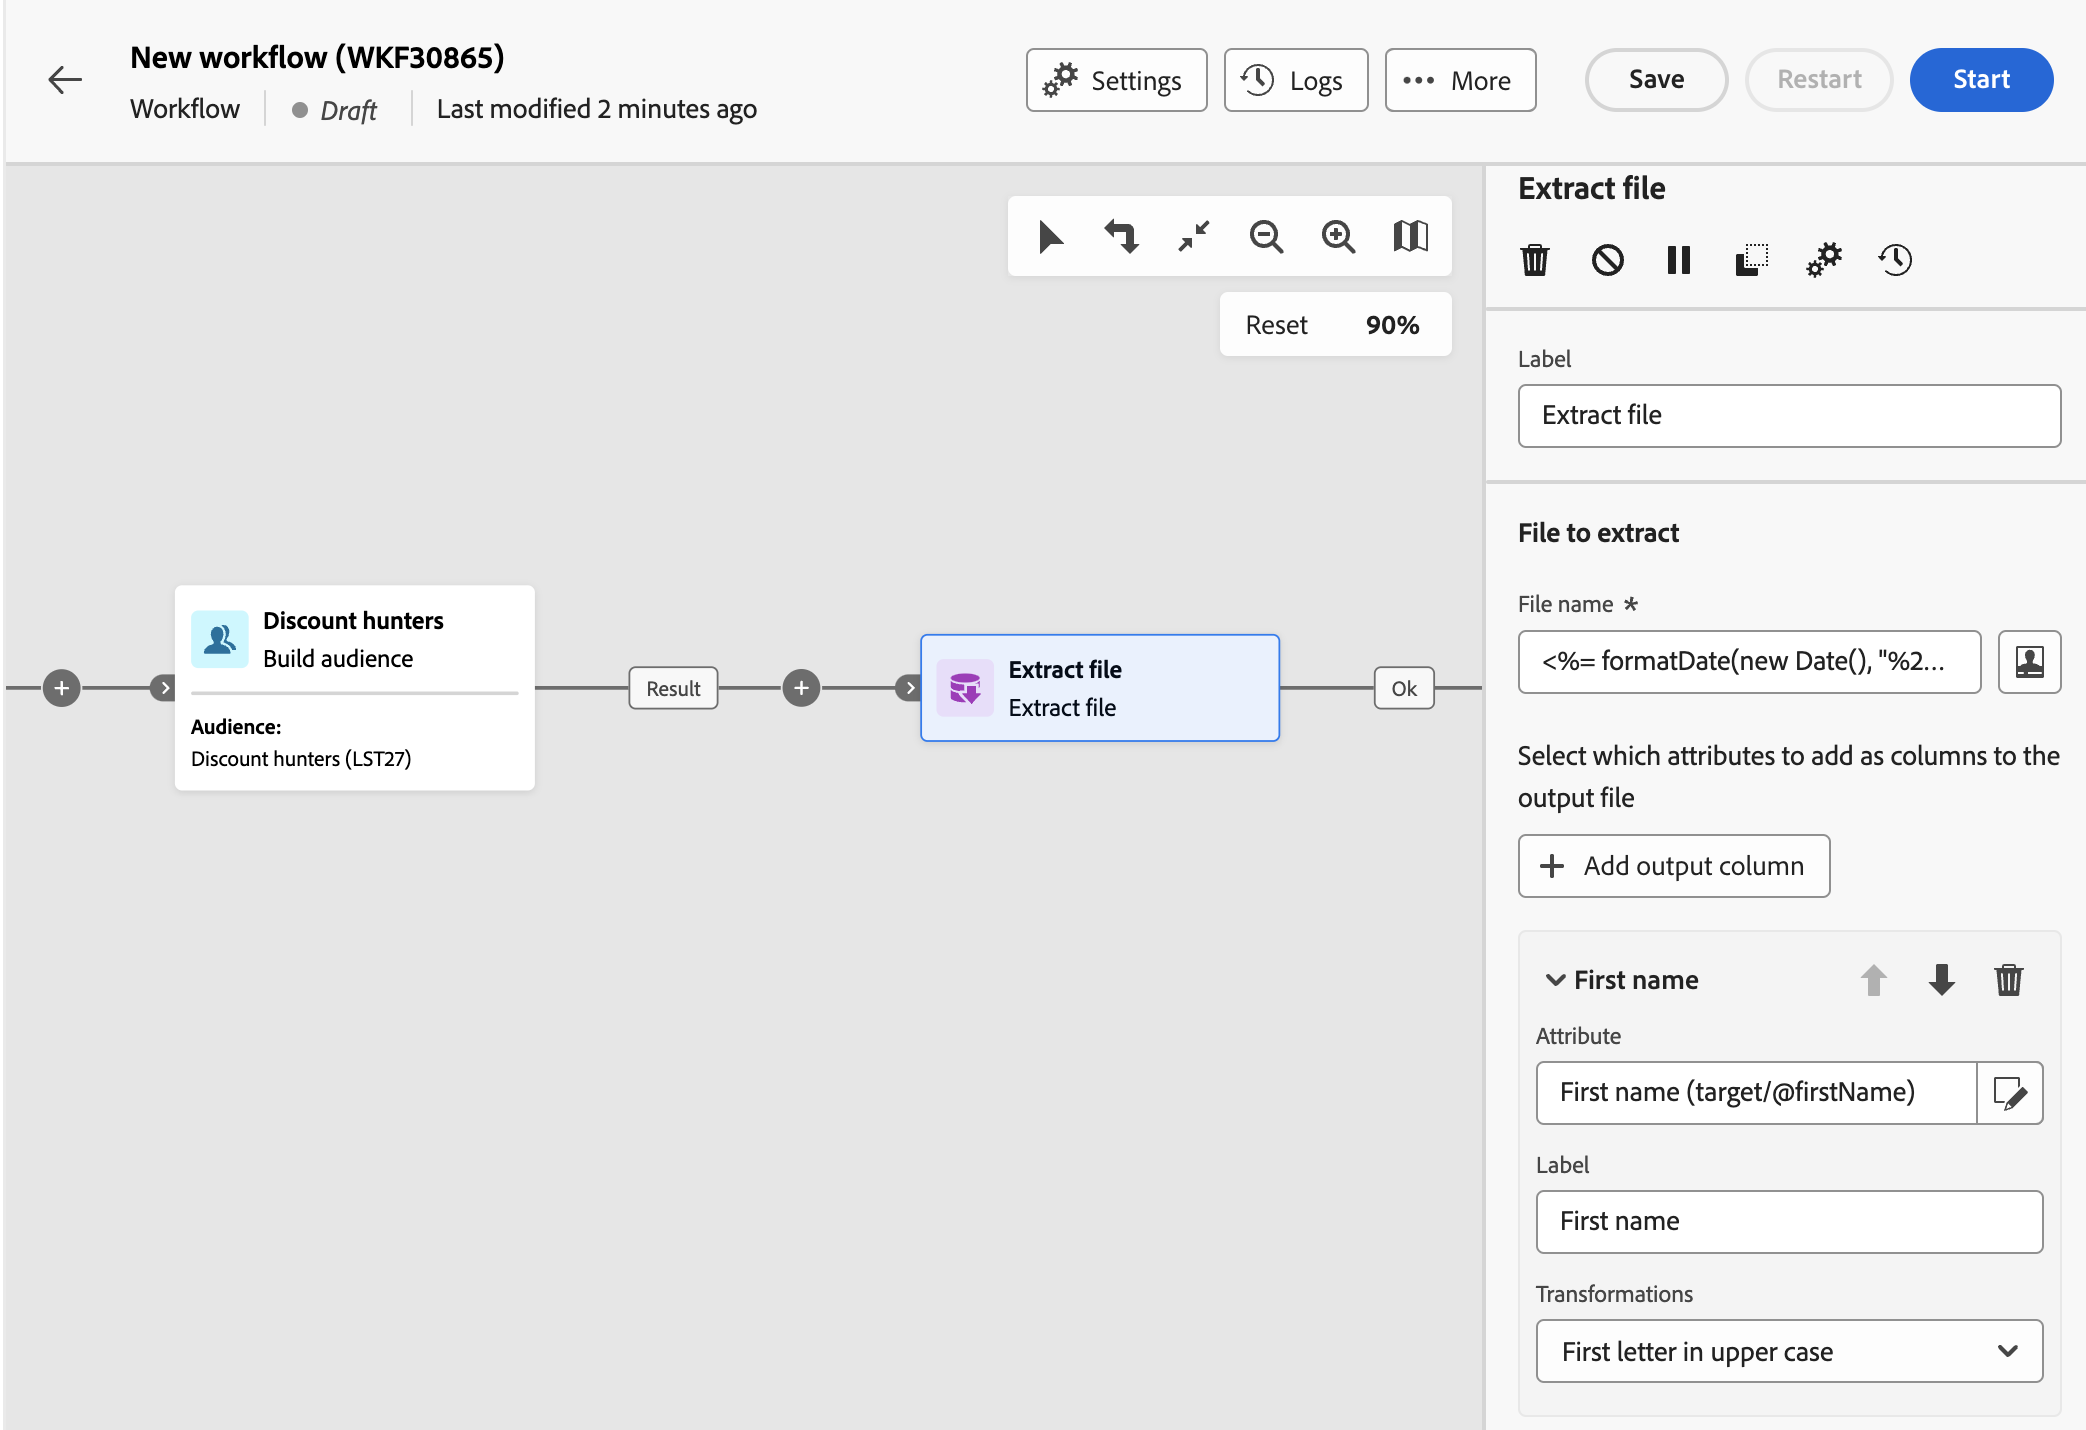 New workflow (WKF30865)
Workflow
Draft
Last modified 2 minutes ago
Settings
Logs
More
Save
Restart
Start
Reset
90%
Discount hunters
Build audience
Audience:
Discount hunters (LST27)
Result
Extract file
Extract file
Ok
Extract file
Label
Extract file
File to extract
File name *
<%= formatDate(new Date(), "%2...
Select which attributes to add as columns to the
output file
Add output column
First name
Attribute
First name (target/@firstName)
Label
First name
Transformations
First letter in upper case